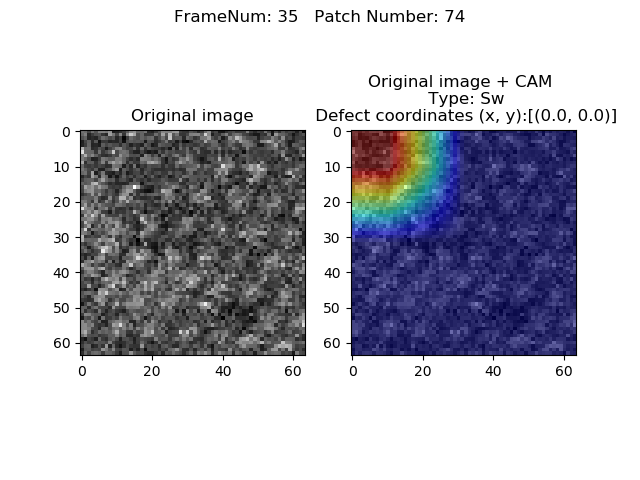 FrameNum: 35   Patch Number: 74
Original image
Original image + CAM
Type: Sw
Defect coordinates (x, y):[(0.0, 0.0)]
0
10
20
30
40
50
60
0 20 40 60
0
10
20
30
40
50
60
0 20 40 60